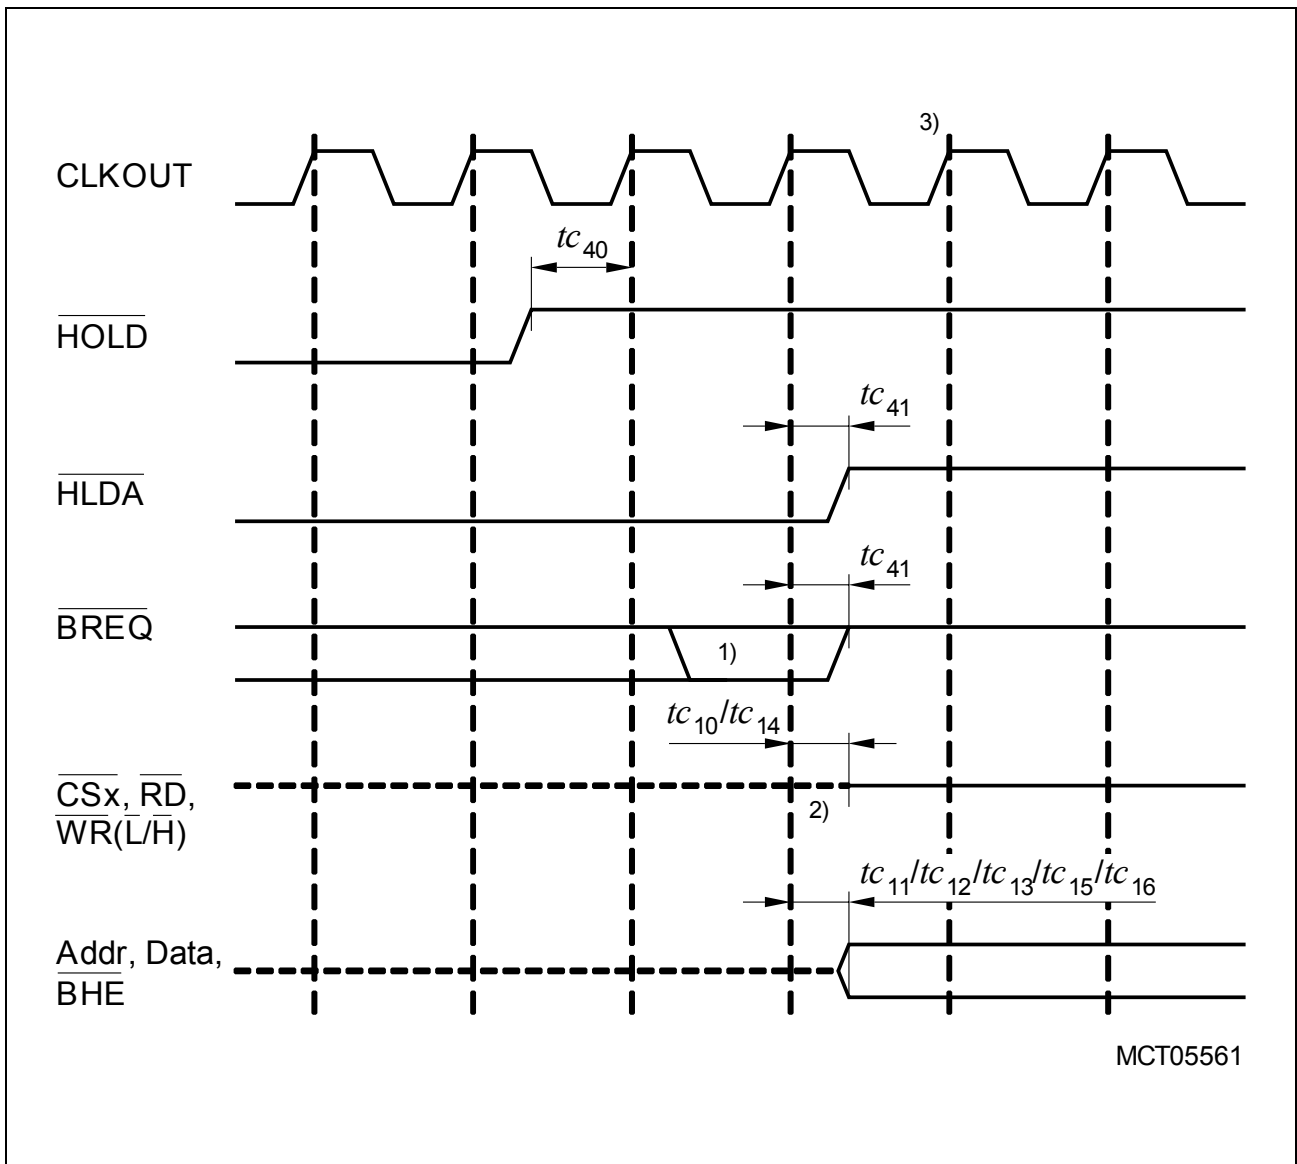 3)
CLKOUT
tc40
HOLD
tc41
HLDA
tc41
BREQ
1)
tc10/tc14
CSx, RD,
WR(L/H)
2)
tc11/tc12/tc13/tc15/tc16
Addr, Data,
BHE
MCT05561